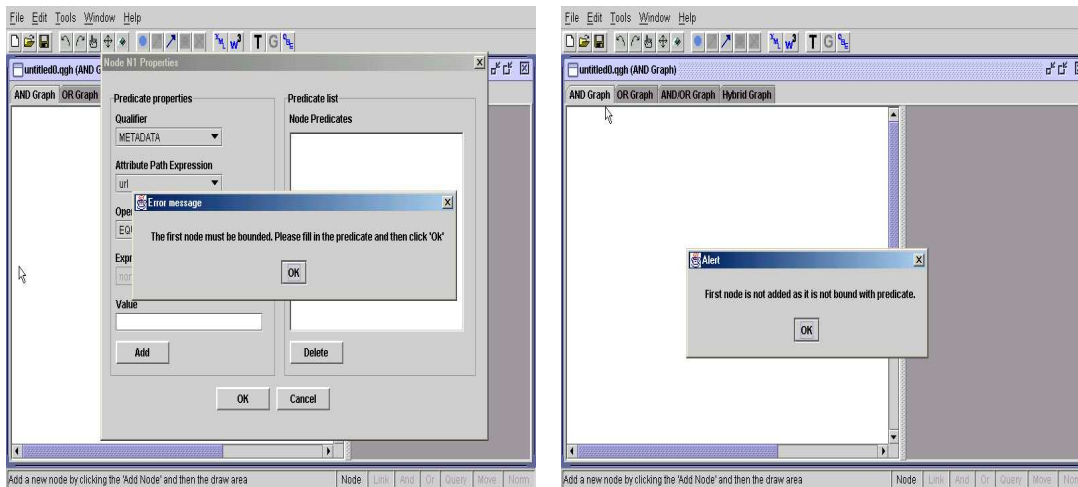 File Edit Tools Window Help
T G
untitled0.qgh (AND G
AND Graph OR Graph
Node N1 Properties
Predicate properties
Qualifier
METADATA
Attribute Path Expression
url
Ope
EQ
Expr
nor
Value
Add
Predicate list
Node Predicates
Delete
Error message
The first node must be bounded. Please fill in the predicate and then click 'Ok'
OK
OK Cancel
Add a new node by clicking the 'Add Node' and then the draw area
Node Link And Or Query Move Norm
File Edit Tools Window Help
T G
untitled0.qgh (AND Graph)
AND Graph OR Graph AND/OR Graph Hybrid Graph
Alert
First node is not added as it is not bound with predicate.
OK
Add a new node by clicking the 'Add Node' and then the draw area
Node Link And Or Query Move Nor